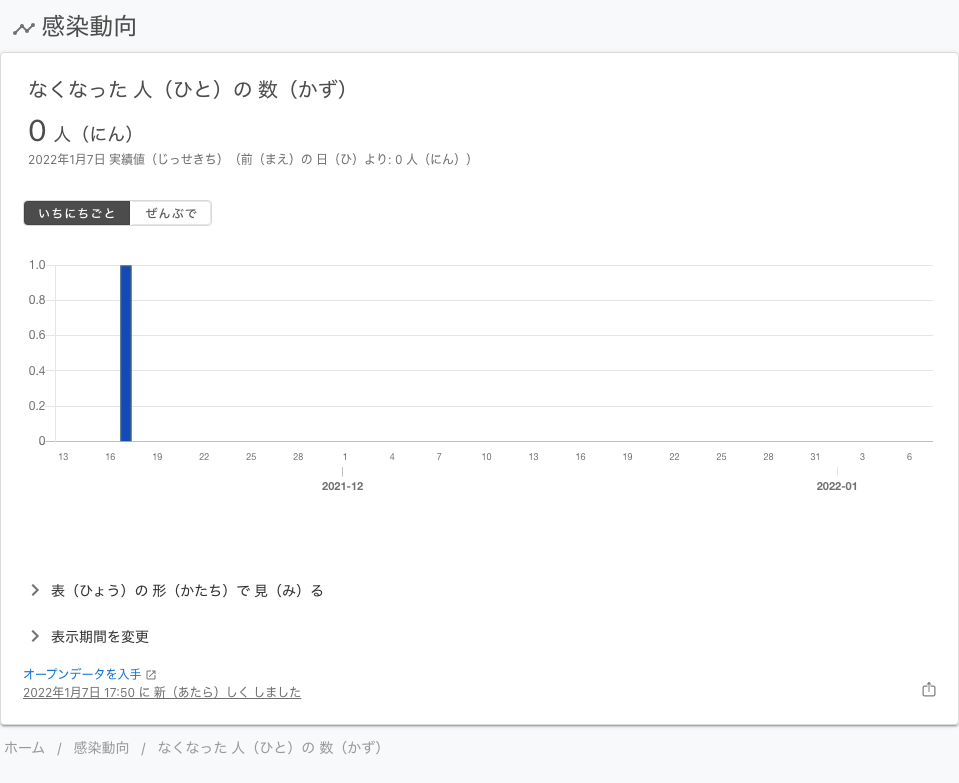 感染動向
なくなった 人（ひと）の 数（かず）
0 人（にん）
2022年1月7日 実績値（じっせきち）（前（まえ）の 日（ひ）より: 0 人（にん））
いちにちごと ぜんぶで
1.0
0.8
0.6
0.4
0.2
0
13 16 19 22 25 28 1 4 7 10 13 16 19 22 25 28 31 3 6
2021-12 2022-01
表（ひょう）の 形（かたち）で 見（み）る
表示期間を変更
オープンデータを入手
2022年1月7日 17:50 に 新（あたら）しく しました
ホーム / 感染動向 / なくなった 人（ひと）の 数（かず）